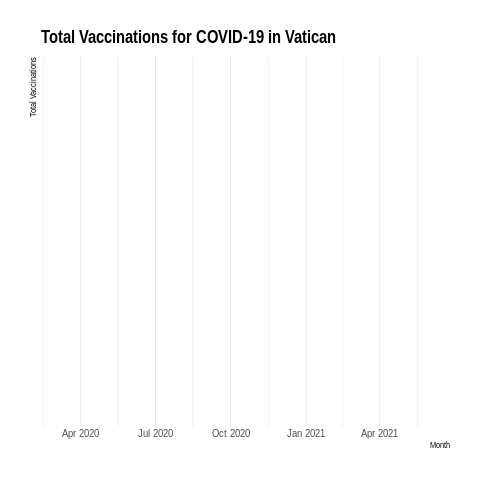 Total Vaccinations for COVID-19 in Vatican
Total Vaccinations
Apr 2020 Jul 2020 Oct 2020 Jan 2021 Apr 2021
Month